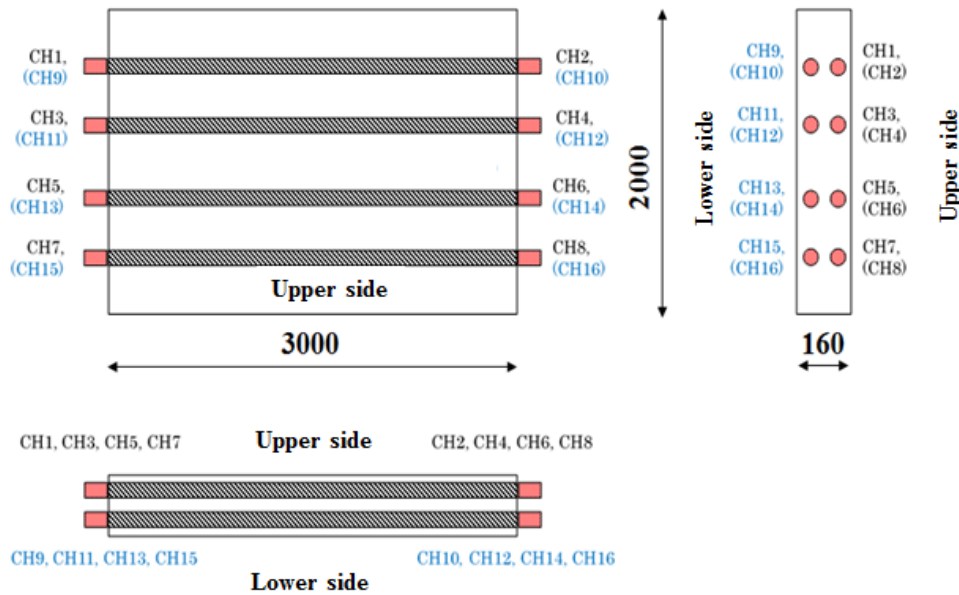 CH1,
(CH9)
CH2,
(CH10)
CH3,
(CH11)
CH4,
(CH12)
CH5,
(CH13)
CH6,
(CH14)
CH7,
(CH15)
CH8,
(CH16)
Upper side
3000
2000
Lower side
CH9,
(CH10)
CH1,
(CH2)
CH11,
(CH12)
CH3,
(CH4)
CH13,
(CH14)
CH5,
(CH6)
CH15,
(CH16)
CH7,
(CH8)
Upper side
160
CH1, CH3, CH5, CH7
Upper side
CH2, CH4, CH6, CH8
CH9, CH11, CH13, CH15
CH10, CH12, CH14, CH16
Lower side